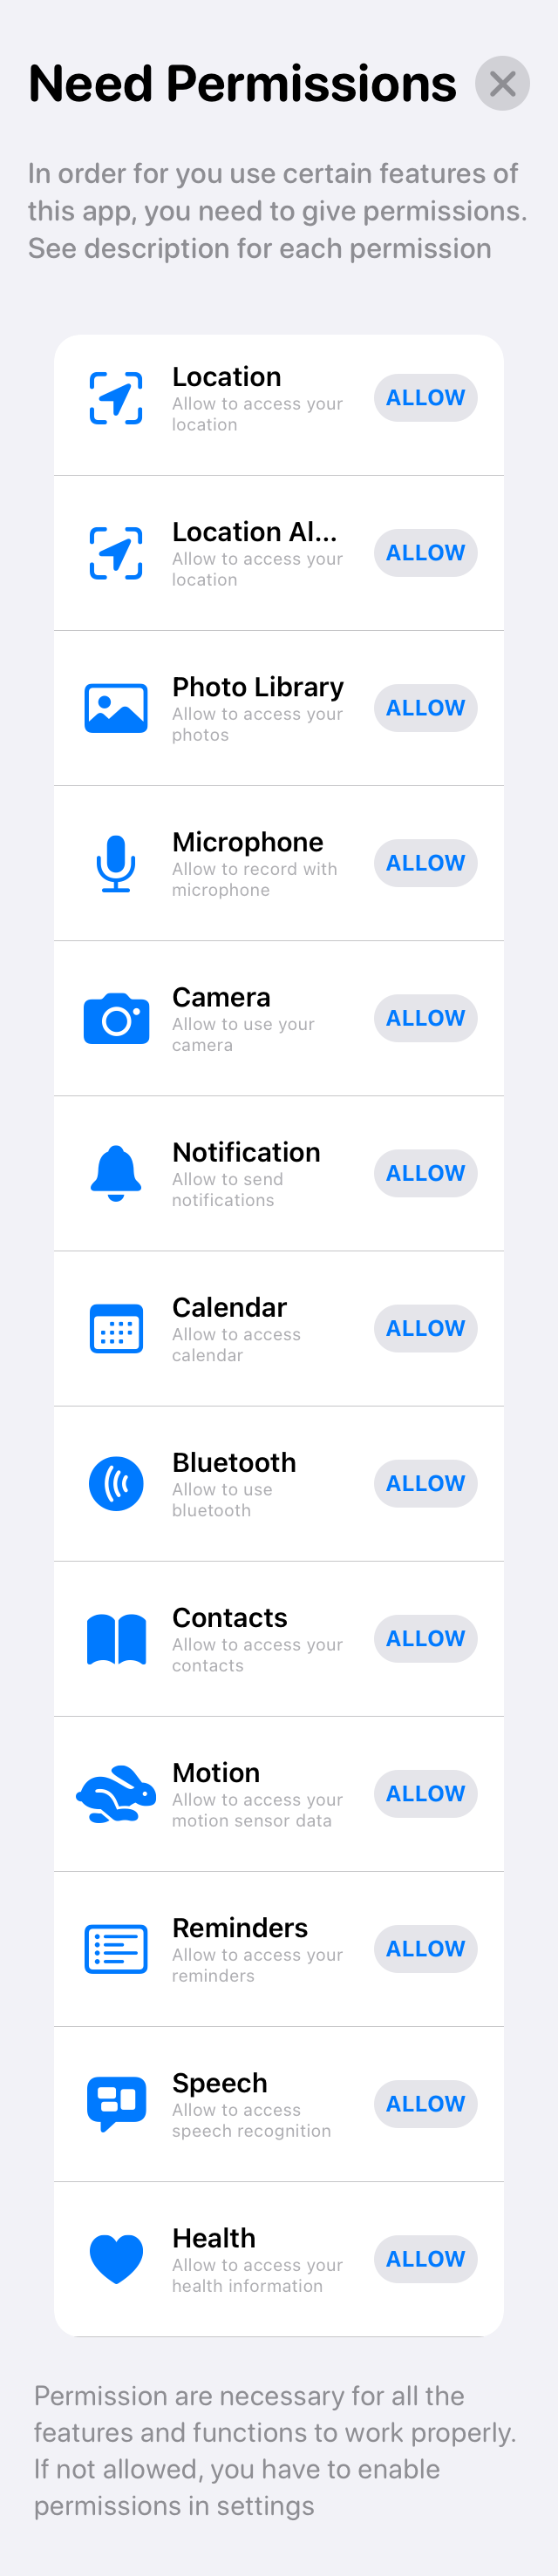 Need Permissions
In order for you use certain features of
this app, you need to give permissions.
See description for each permission
Location
Allow to access your
location
ALLOW
Location Al...
Allow to access your
location
ALLOW
Photo Library
Allow to access your
photos
ALLOW
Microphone
Allow to record with
microphone
ALLOW
Camera
Allow to use your
camera
ALLOW
Notification
Allow to send
notifications
ALLOW
Calendar
Allow to access
calendar
ALLOW
Bluetooth
Allow to use
bluetooth
ALLOW
Contacts
Allow to access your
contacts
ALLOW
Motion
Allow to access your
motion sensor data
ALLOW
Reminders
Allow to access your
reminders
ALLOW
Speech
Allow to access
speech recognition
ALLOW
Health
Allow to access your
health information
ALLOW
Permission are necessary for all the
features and functions to work properly.
If not allowed, you have to enable
permissions in settings